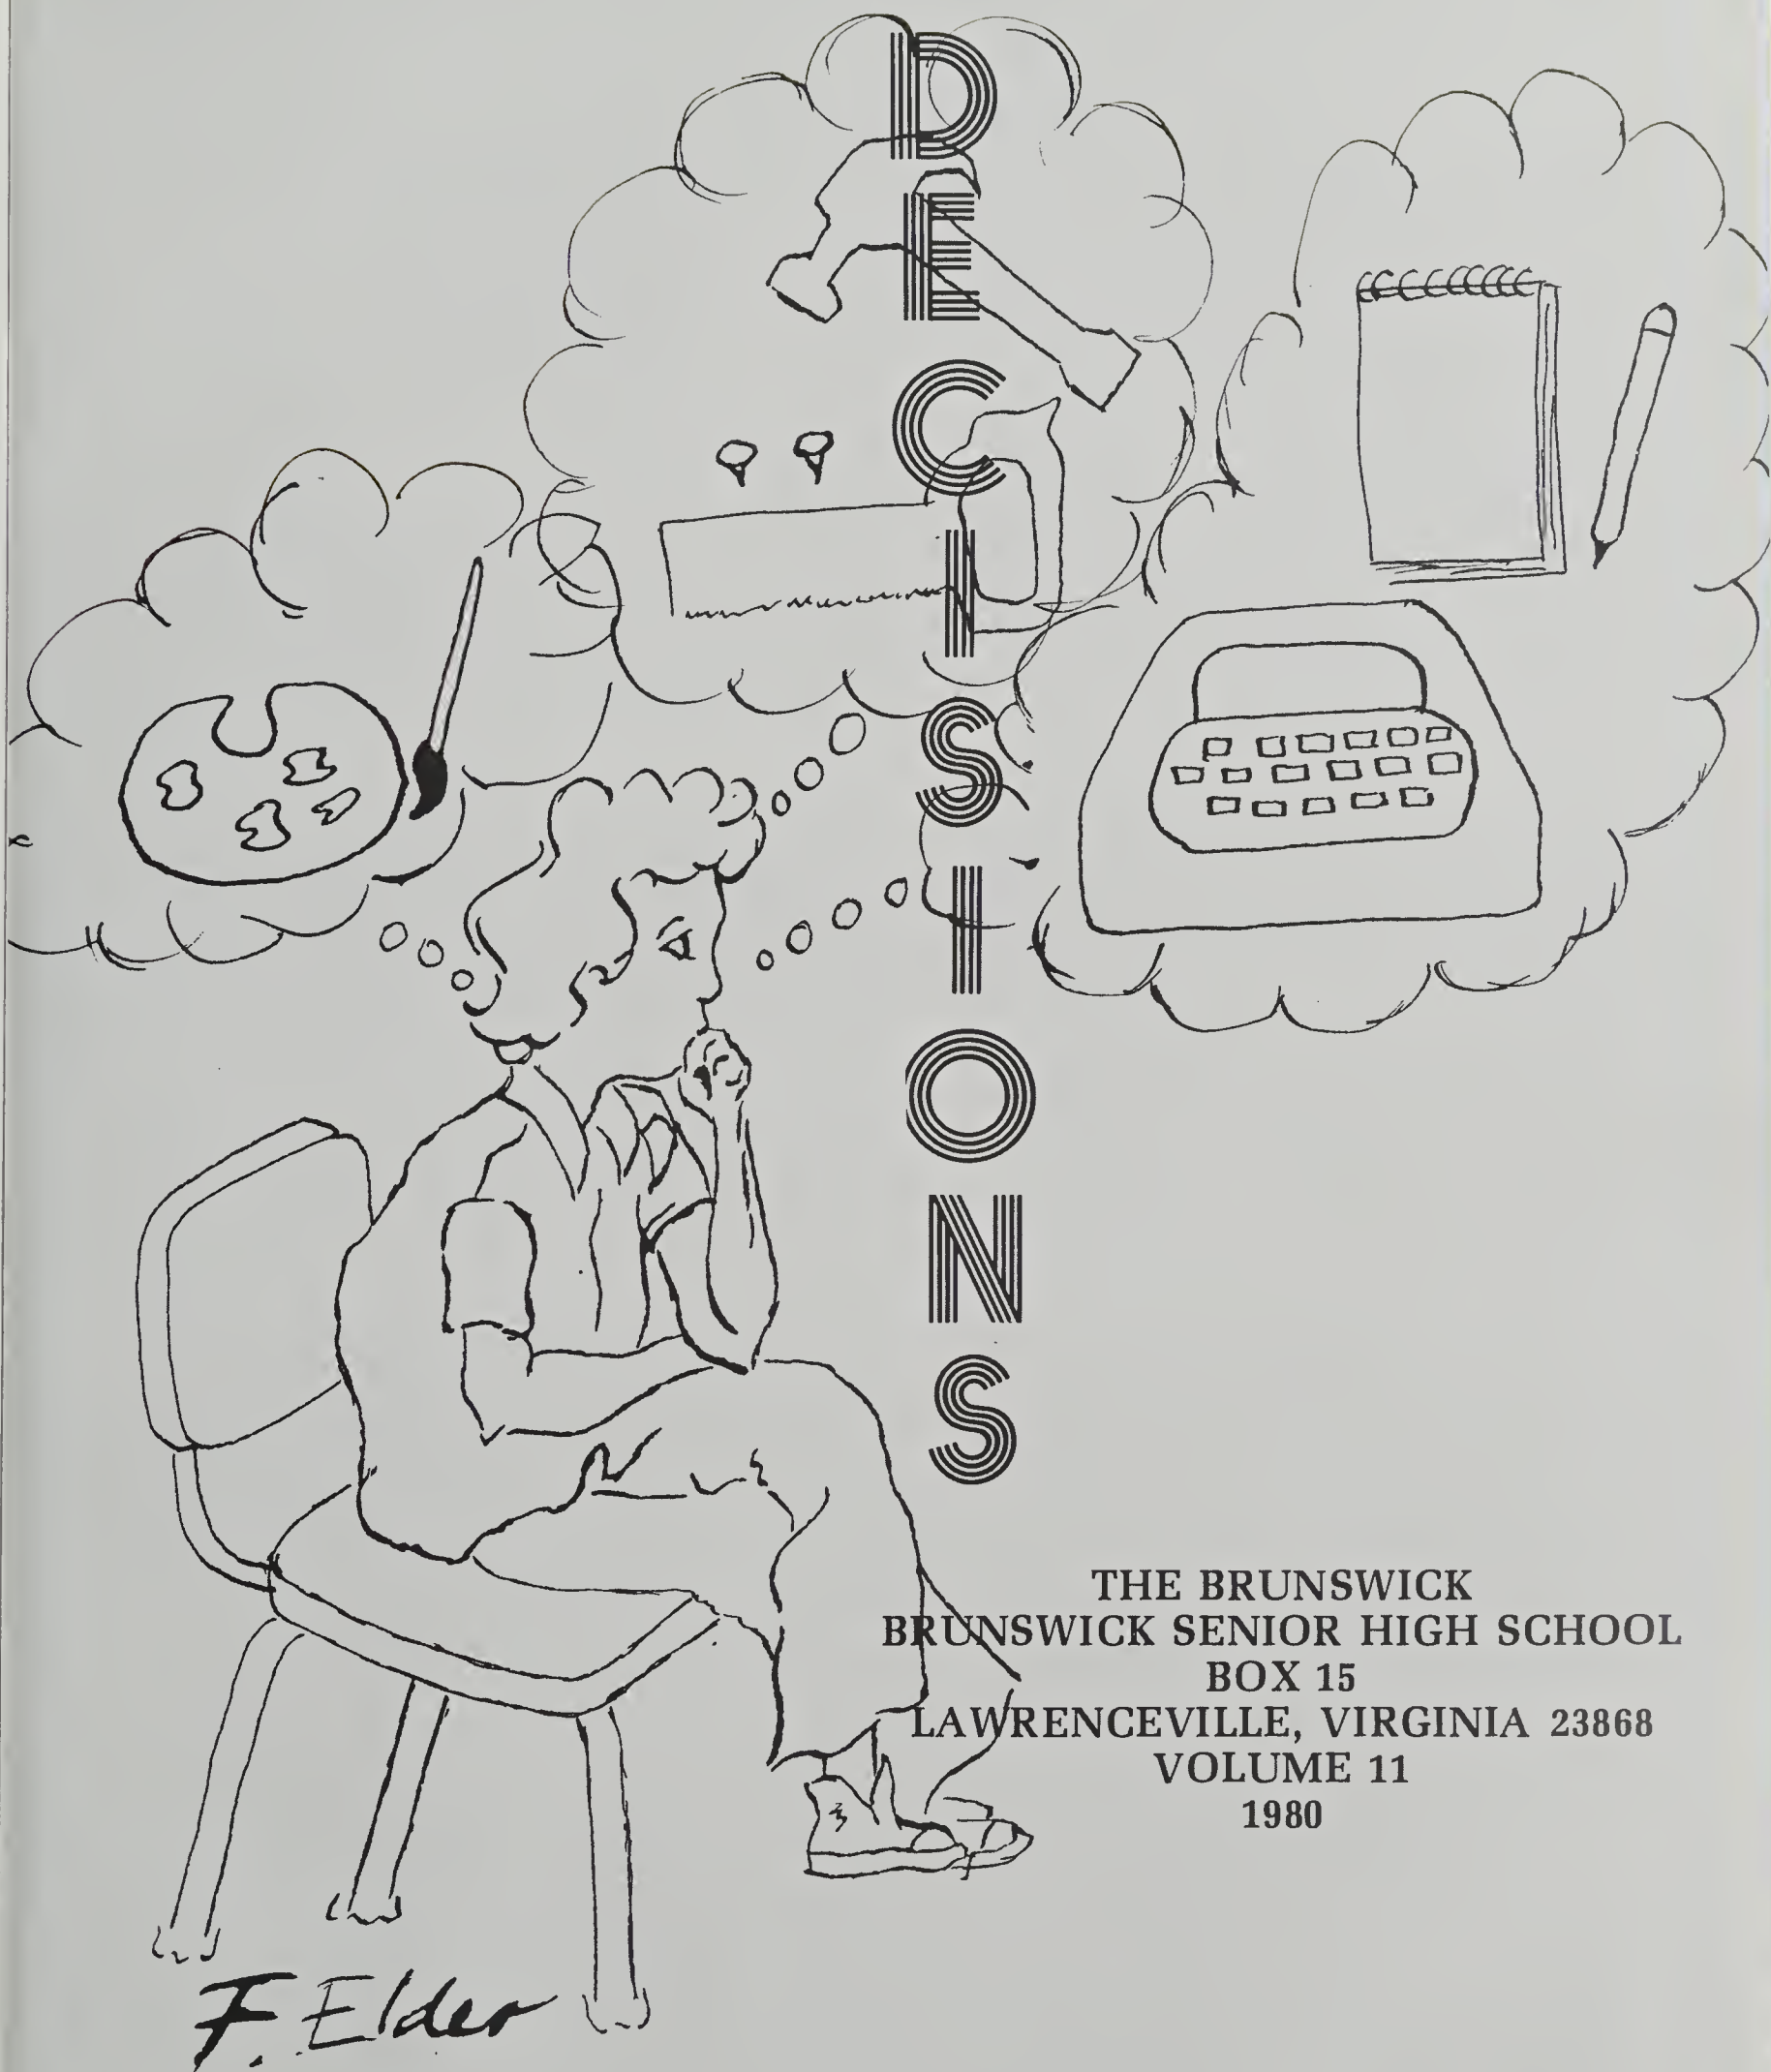 DECISIONS
THE BRUNSWICK
BRUNSWICK SENIOR HIGH SCHOOL
BOX 15
LAWRENCEVILLE, VIRGINIA 23868
VOLUME 11
1980
F. Elder